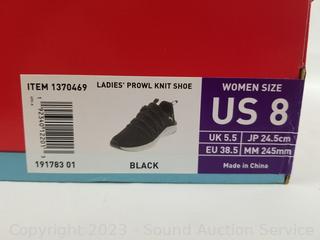 ITEM 1370469
LADIES' PROWL KNIT SHOE
WOMEN SIZE
US 8
UK 5.5
JP 24.5cm
EU 38.5
MM 245mm
Made in China
191783 01
BLACK
Copyright 2023 - Sound Auction Service